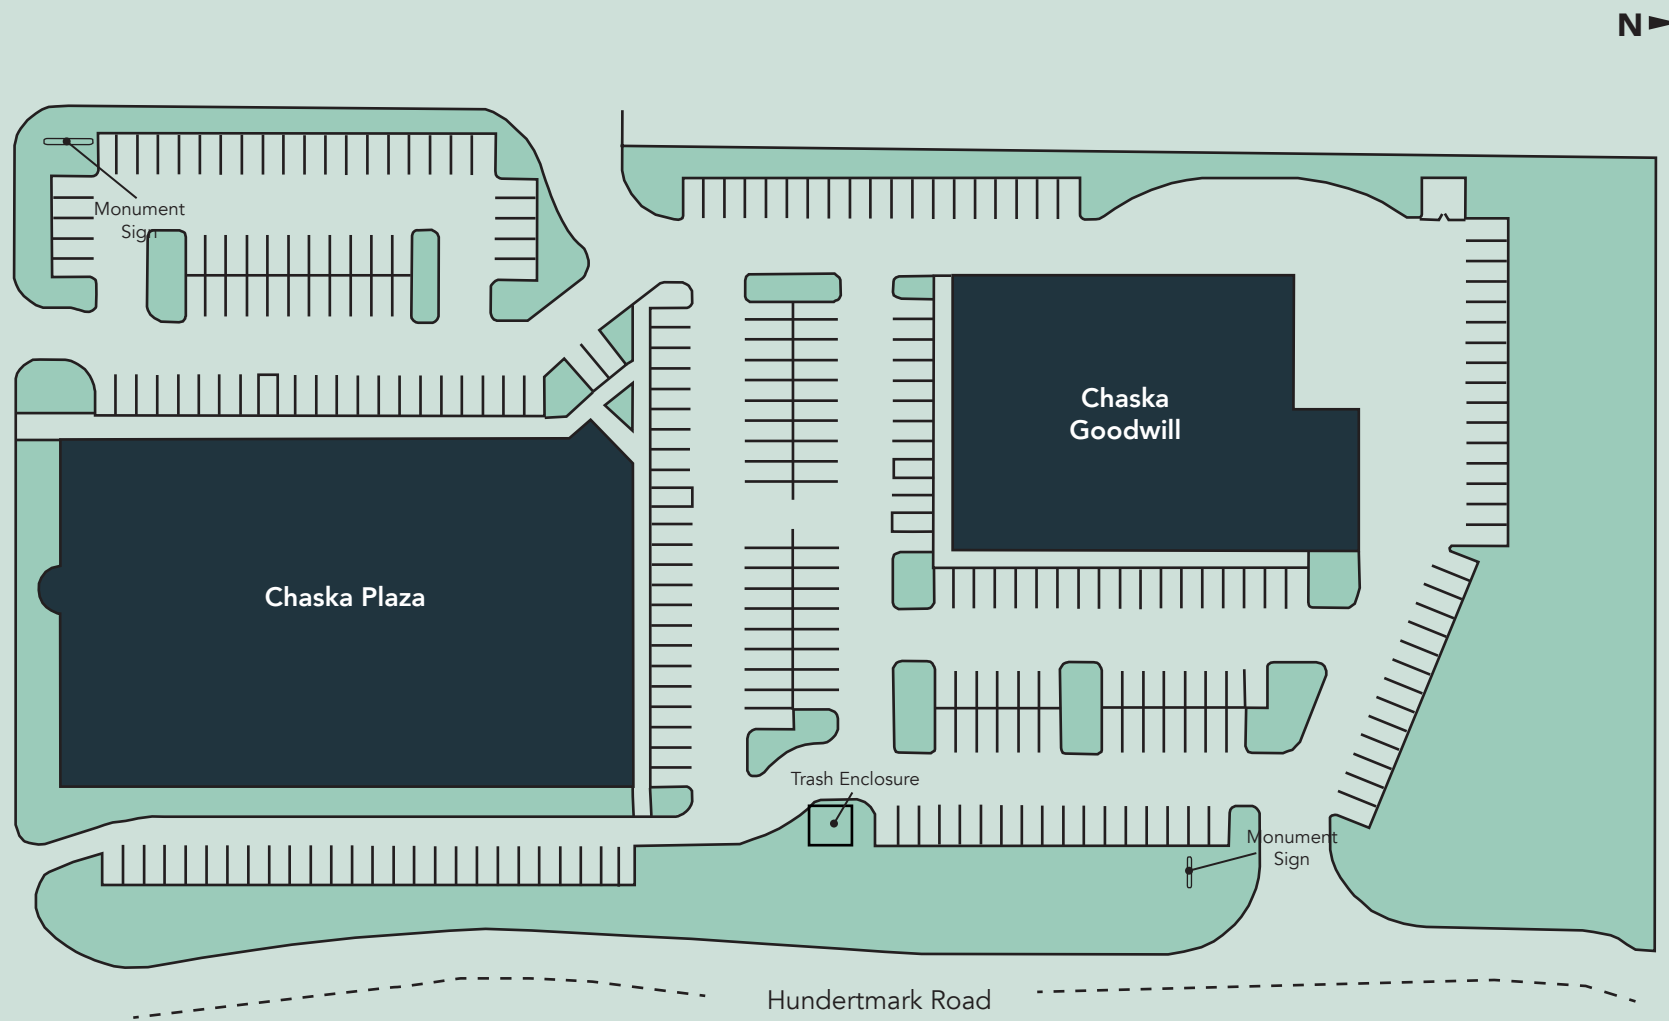 N
Monument
Sign
Chaska
Goodwill
Chaska Plaza
Trash Enclosure
Monument
Sign
Hundertmark Road